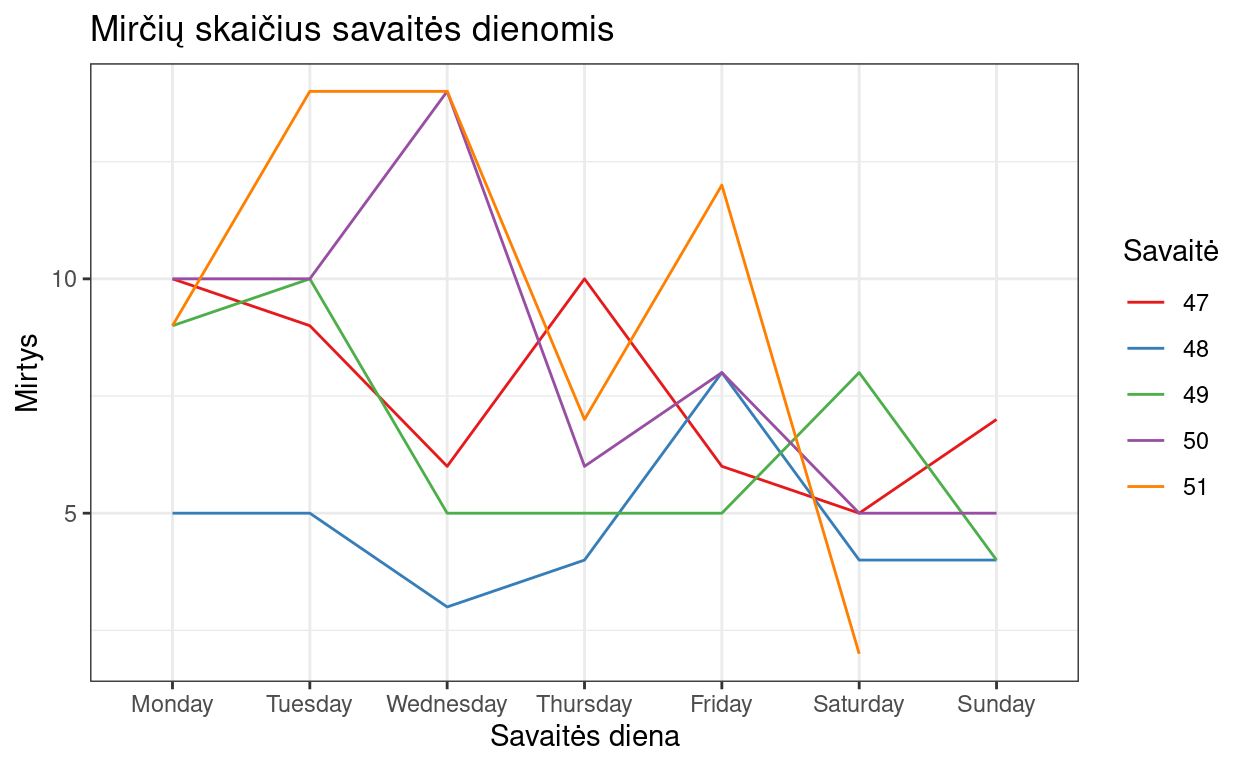 Mirčių skaičius savaitės dienomis
Mirtys
10
5
Monday Tuesday Wednesday Thursday Friday Saturday Sunday
Savaitės diena
Savaitė
47
48
49
50
51